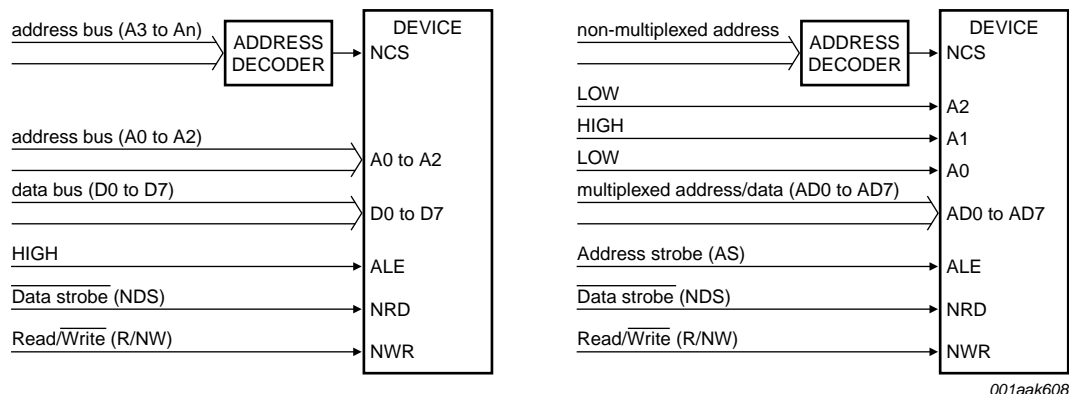 address bus (A3 to An)
ADDRESS
DECODER
DEVICE
NCS
address bus (A0 to A2)
A0 to A2
data bus (D0 to D7)
D0 to D7
HIGH
ALE
Data strobe (NDS)
NRD
Read/Write (R/NW)
NWR
non-multiplexed address
ADDRESS
DECODER
DEVICE
NCS
LOW
A2
HIGH
A1
LOW
A0
multiplexed address/data (AD0 to AD7)
AD0 to AD7
Address strobe (AS)
ALE
Data strobe (NDS)
NRD
Read/Write (R/NW)
NWR
001aak608